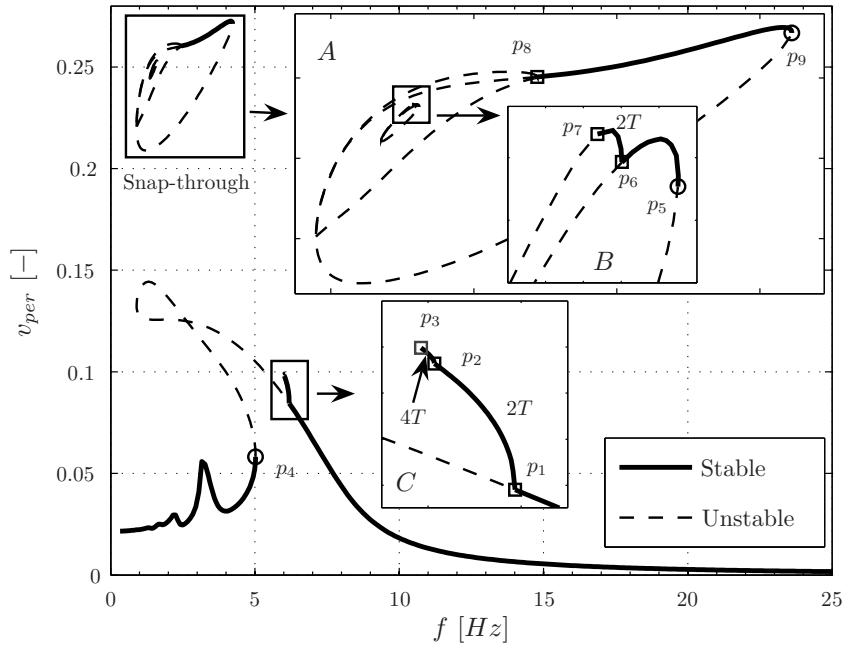 0.25
0.2
0.15
0.1
0.05
0
v_per [−]
0 5 10 15 20 25
f [Hz]
Snap-through
A
p_8
p_9
p_7
2T
p_6
p_5
B
p_3
p_2
4T
2T
p_1
C
p_4
Stable
Unstable